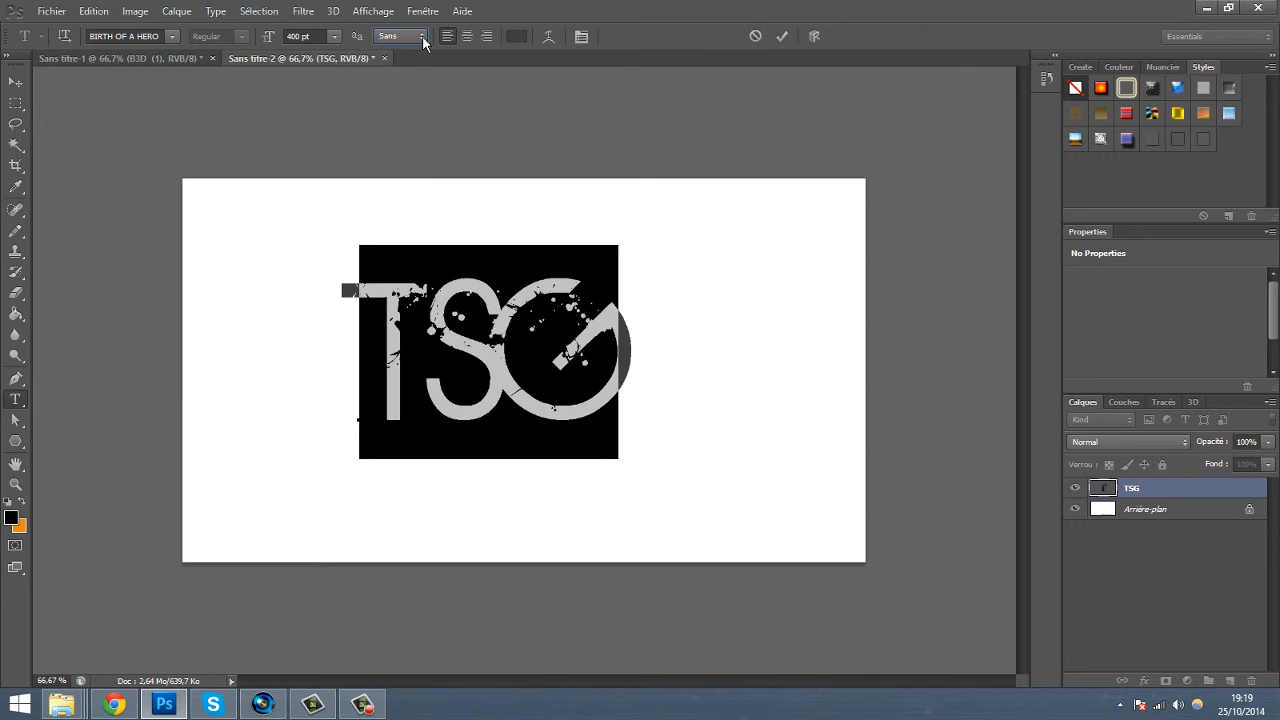 Fichier Edition Image Calque Type Sélection Filtre 3D Affichage Fenêtre Aide
T BIRTH OF A HERO Regular T 400 pt aa Sans Essentials
Sans titre-1 @ 66,7% (B3D (1), RVB/8) * × Sans titre-2 @ 66,7% (TSG, RVB/8) * ×
Create Couleur Nuancier Styles
TSG
Properties
No Properties
Calques Couches Tracés 3D
Kind
Normal Opacité : 100%
Verrou : Fond : 100%
TSG
Arrière-plan
66,67 % Doc : 2,64 Mo/639,7 Ko
Ps
19:19
25/10/2014